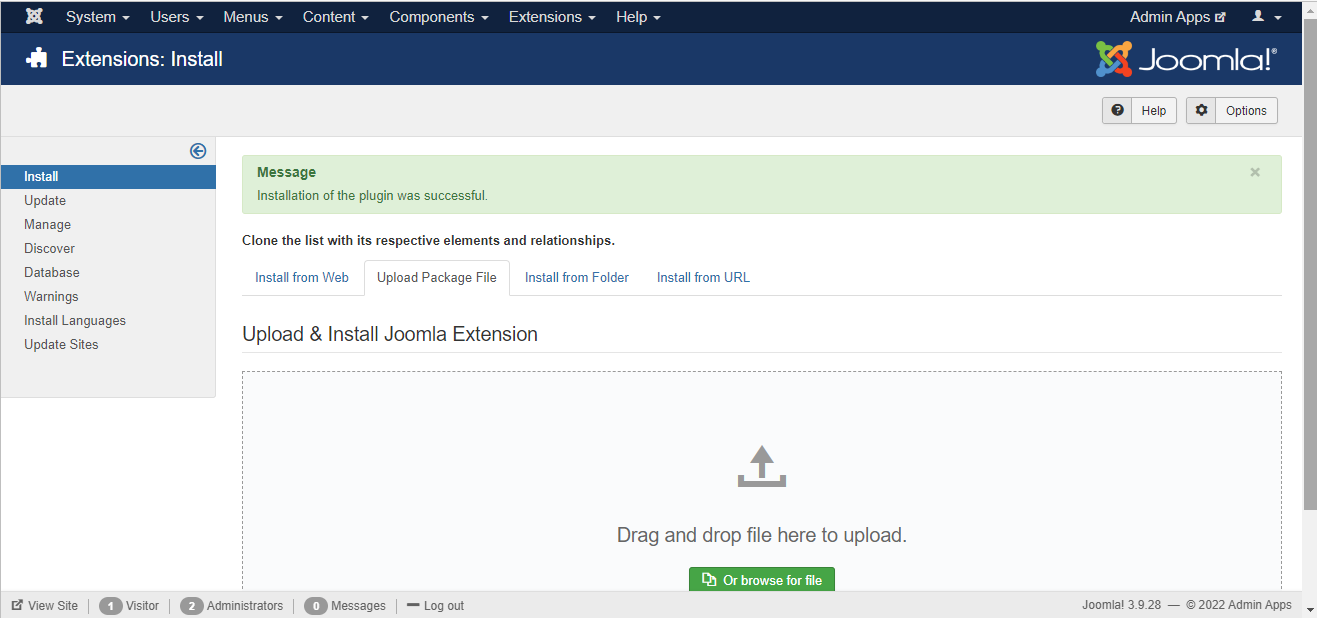 System Users Menus Content Components Extensions Help Admin Apps
Extensions: Install Joomla!®
Help Options
Install
Update
Manage
Discover
Database
Warnings
Install Languages
Update Sites
Message ×
Installation of the plugin was successful.
Clone the list with its respective elements and relationships.
Install from Web Upload Package File Install from Folder Install from URL
Upload & Install Joomla Extension
Drag and drop file here to upload.
Or browse for file
View Site 1 Visitor 2 Administrators 0 Messages Log out Joomla! 3.9.28 — © 2022 Admin Apps